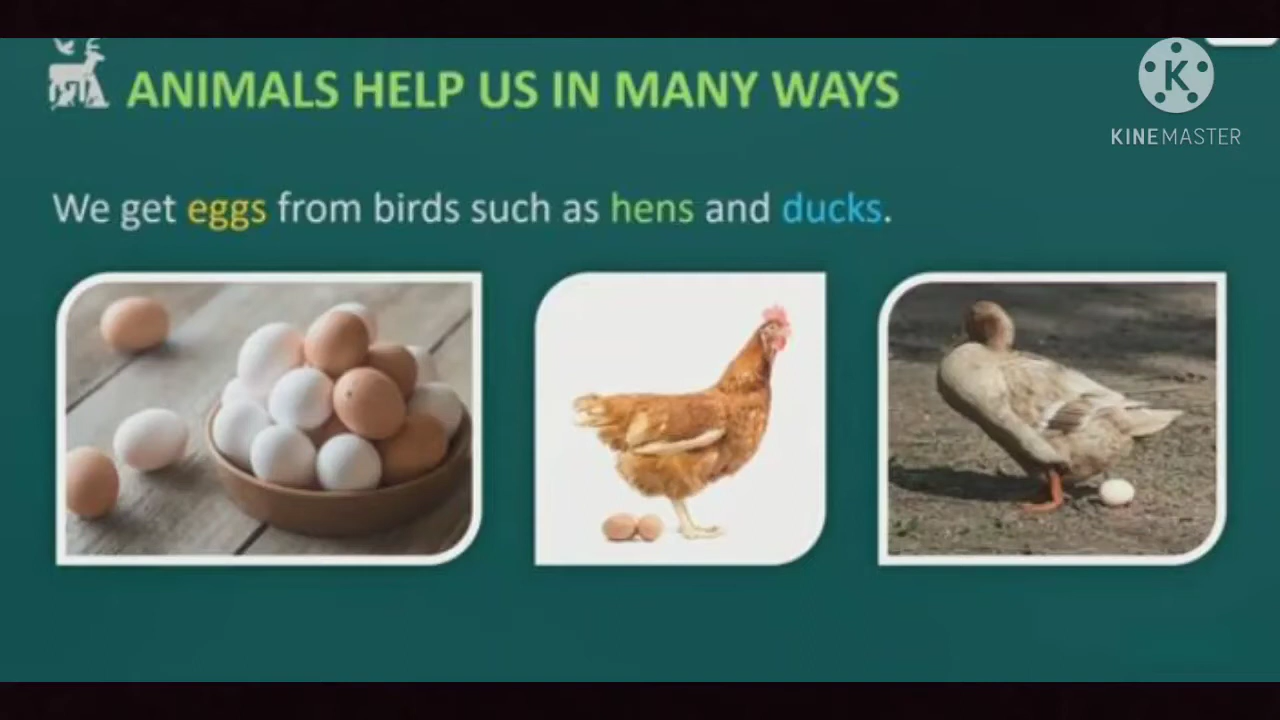 ANIMALS HELP US IN MANY WAYS
K
KINEMASTER
We get eggs from birds such as hens and ducks.